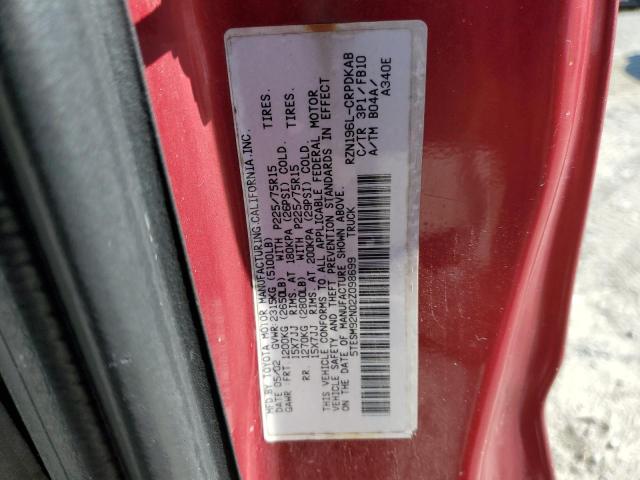 MFD.BY TOYOTA MOTOR MANUFACTURING,CALIFORNIA.INC.
DATE 05/02 GVWR 2315KG (5100LB)
GAWR FRT 1200KG (2650LB) WITH P225/75R15 TIRES.
15X7JJ RIMS. AT 180KPA (26PSI) COLD.
RR. 1270KG (2800LB) WITH P225/75R15 TIRES.
15X7JJ RIMS. AT 200KPA (29PSI) COLD.
THIS VEHICLE CONFORMS TO ALL APPLICABLE FEDERAL MOTOR
VEHICLE SAFETY AND THEFT PREVENTION STANDARDS IN EFFECT
ON THE DATE OF MANUFACTURE SHOWN ABOVE.
5TESM92N02Z098699 TRUCK
RZN196L-CRPDKAB
C/TR 3P1/FB10
A/TM B04A/
A340E